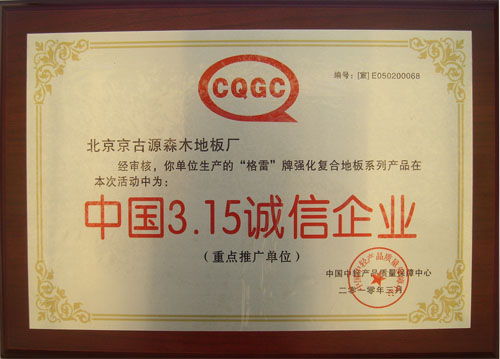 CQGC
编号：[家]E050200068
北京京古源森木地板厂
经审核，你单位生产的“格雷”牌强化复合地板系列产品在
本次活动中为：
中国3.15诚信企业
（重点推广单位）
中国中轻产品质量保障中心
二零一零年三月